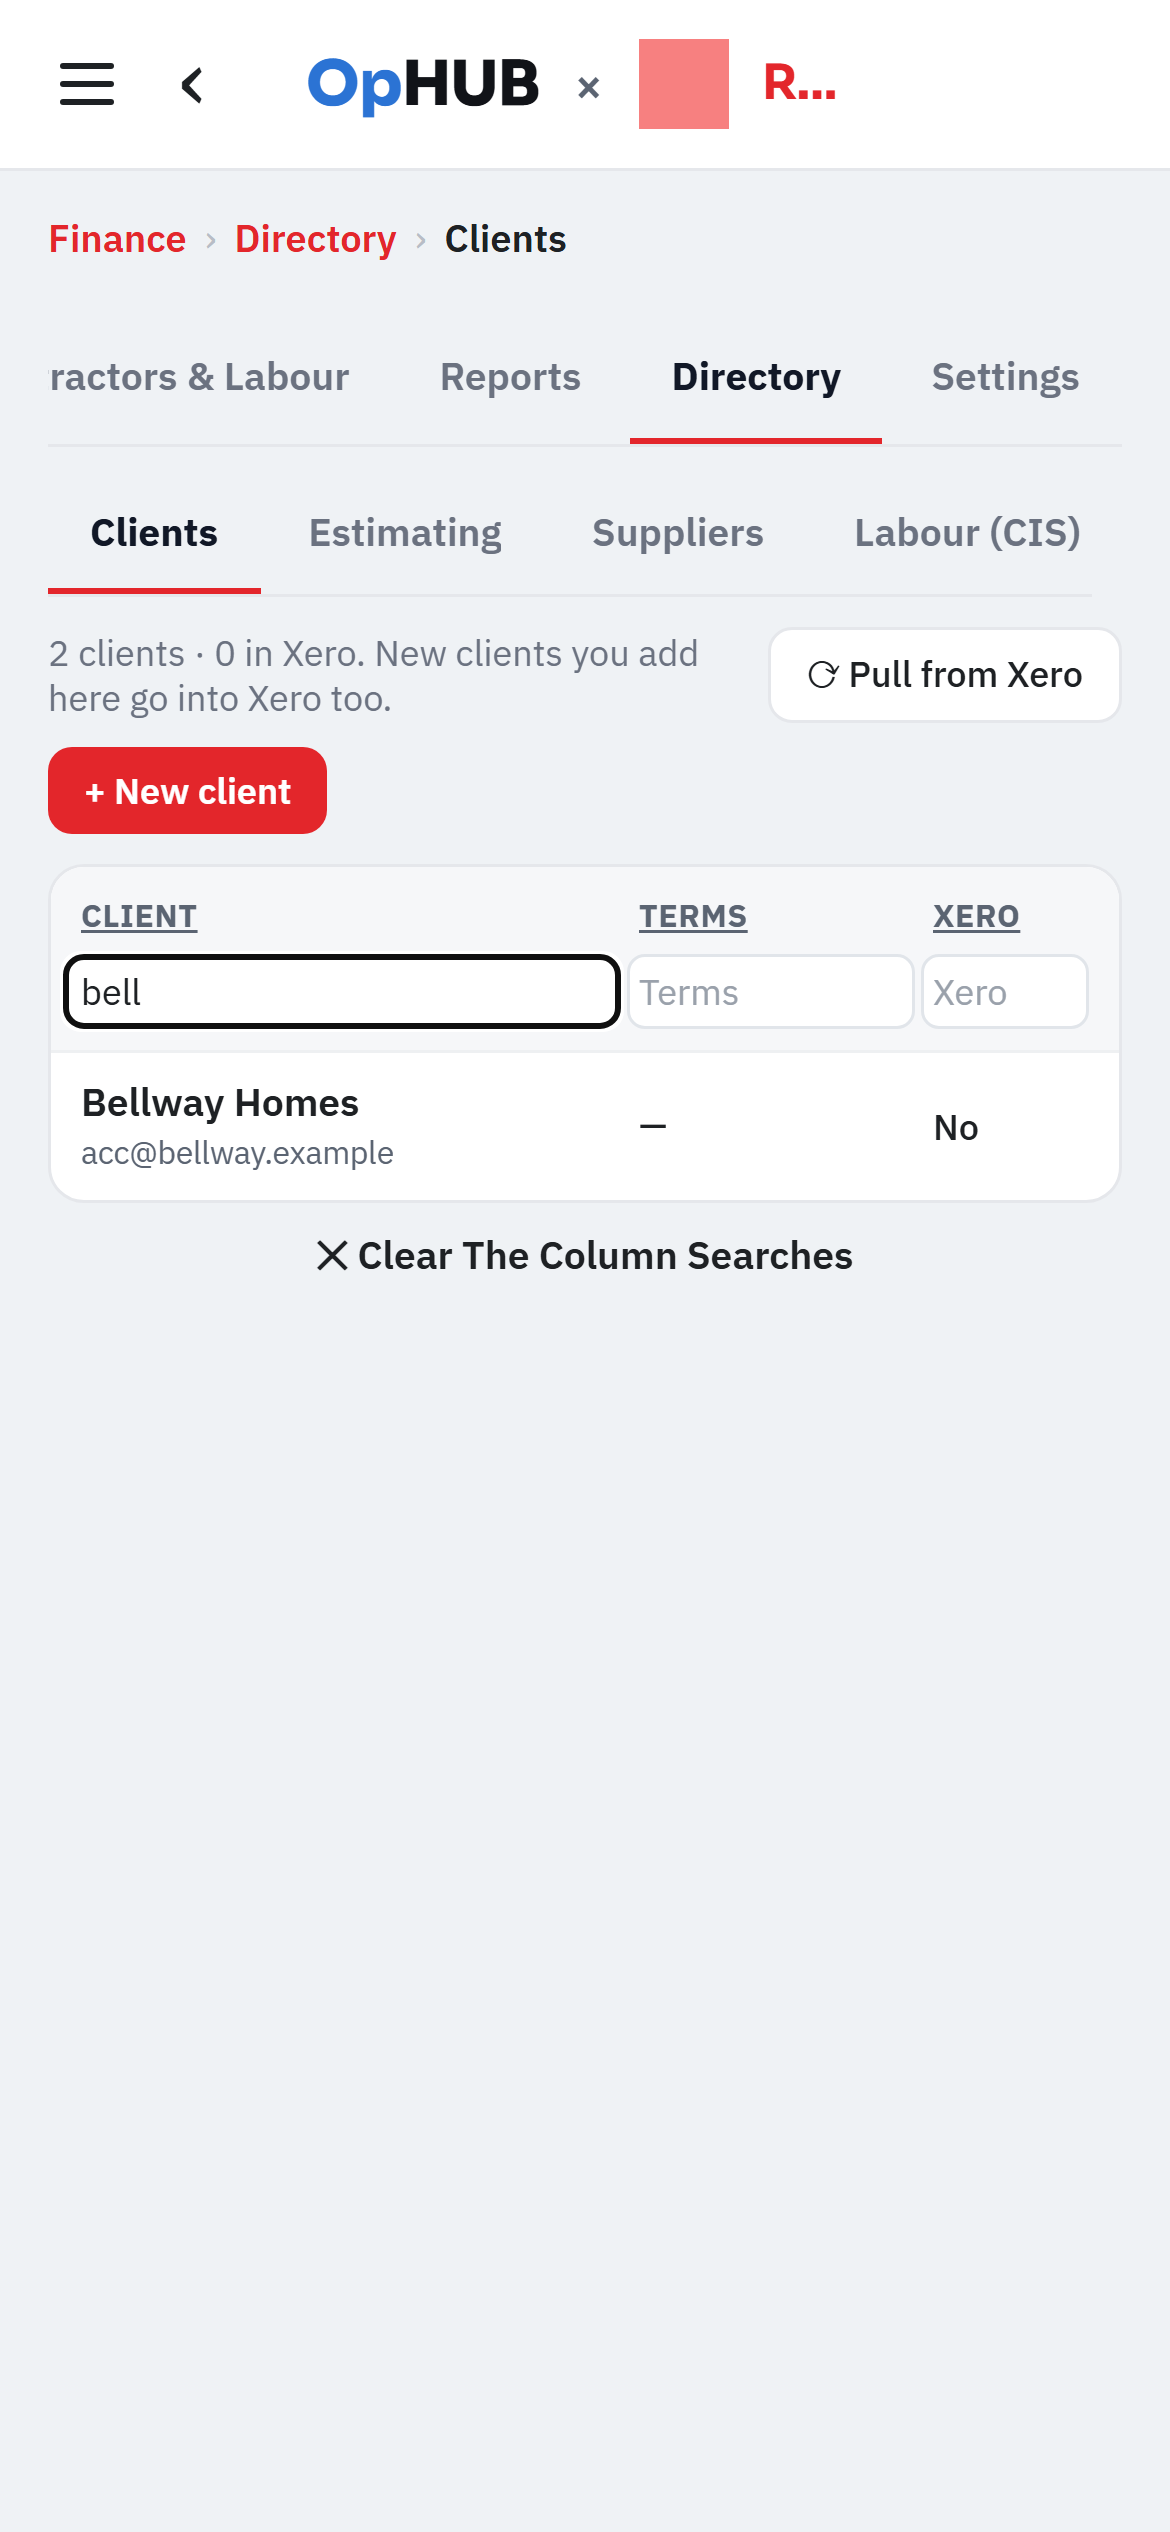 OpHUB × R...
Finance › Directory › Clients
ractors & Labour Reports Directory Settings
Clients Estimating Suppliers Labour (CIS)
2 clients · 0 in Xero. New clients you add
here go into Xero too.
⟳ Pull from Xero
+ New client
CLIENT TERMS XERO
bell Terms Xero
Bellway Homes
acc@bellway.example
— No
✕ Clear The Column Searches